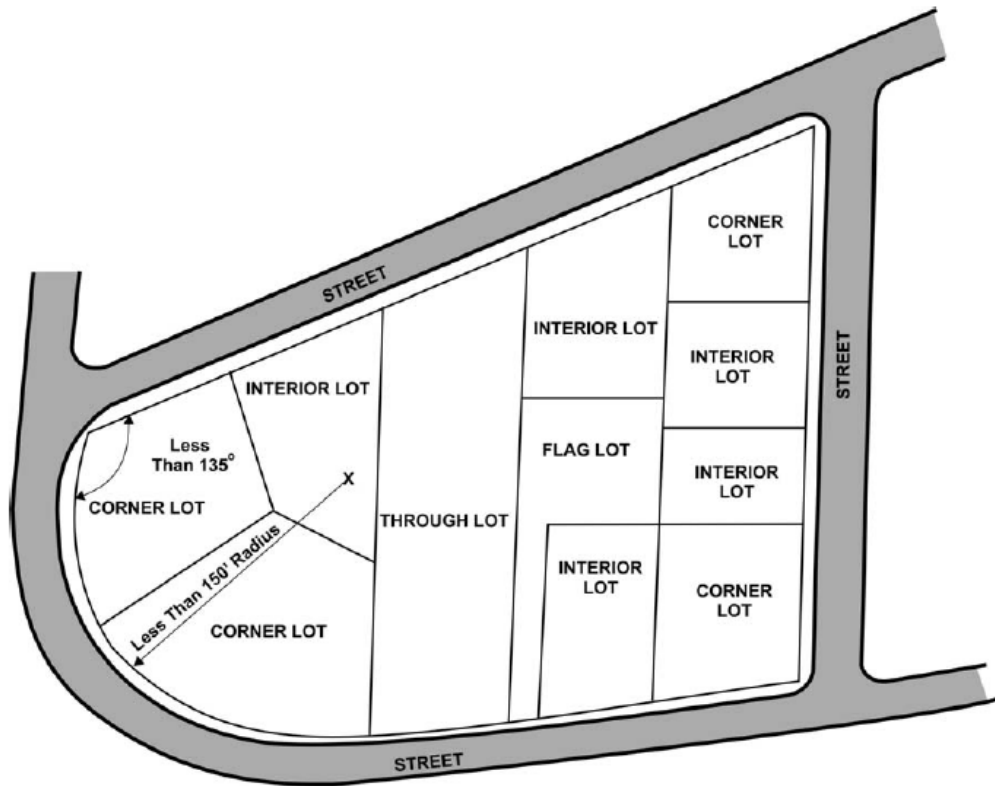 CORNER
LOT
STREET
INTERIOR LOT
INTERIOR
LOT
STREET
INTERIOR LOT
Less
Than 135°
FLAG LOT
INTERIOR
LOT
X
CORNER LOT
THROUGH LOT
Less Than 150' Radius
INTERIOR
LOT
CORNER
LOT
CORNER LOT
STREET